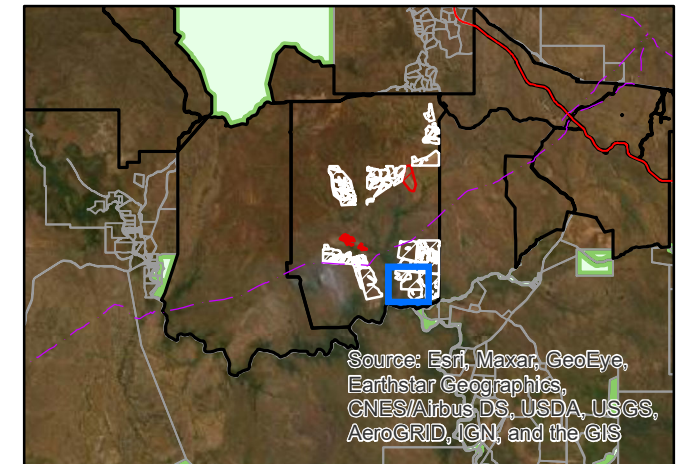 Source: Esri, Maxar, GeoEye,
Earthstar Geographics,
CNES/Airbus DS, USDA, USGS,
AeroGRID, IGN, and the GIS